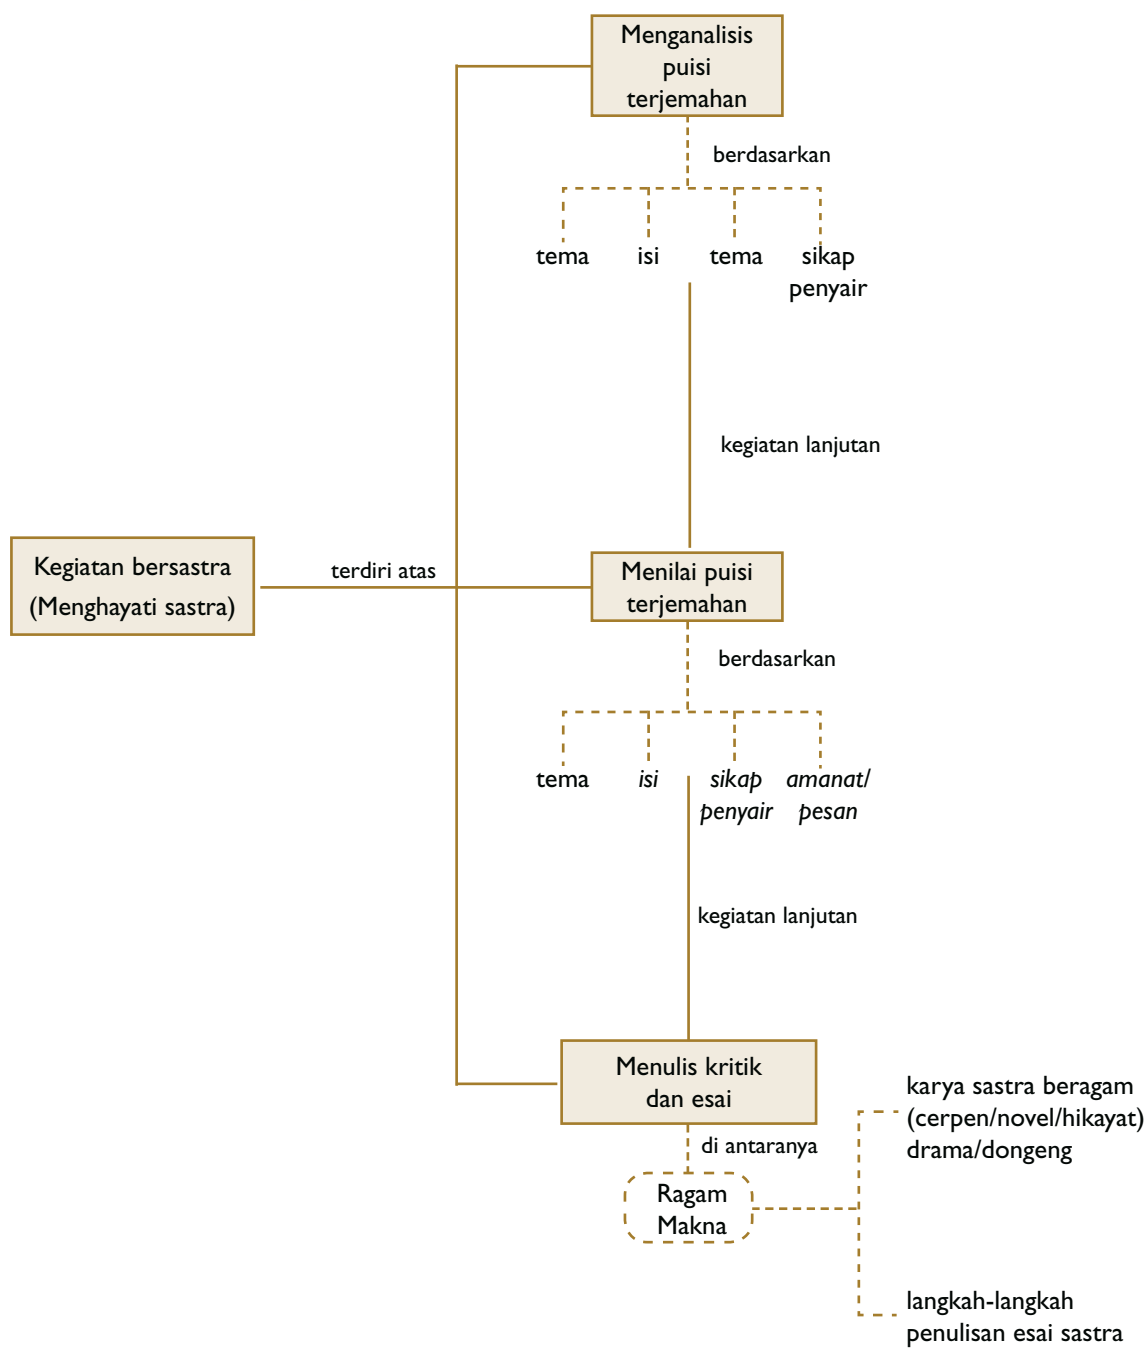 Menganalisis
puisi
terjemahan
berdasarkan
tema
isi
tema
sikap
penyair
kegiatan lanjutan
Kegiatan bersastra
(Menghayati sastra)
terdiri atas
Menilai puisi
terjemahan
berdasarkan
tema
isi
sikap
penyair
amanat/
pesan
kegiatan lanjutan
Menulis kritik
dan esai
di antaranya
Ragam
Makna
karya sastra beragam
(cerpen/novel/hikayat)
drama/dongeng
langkah-langkah
penulisan esai sastra